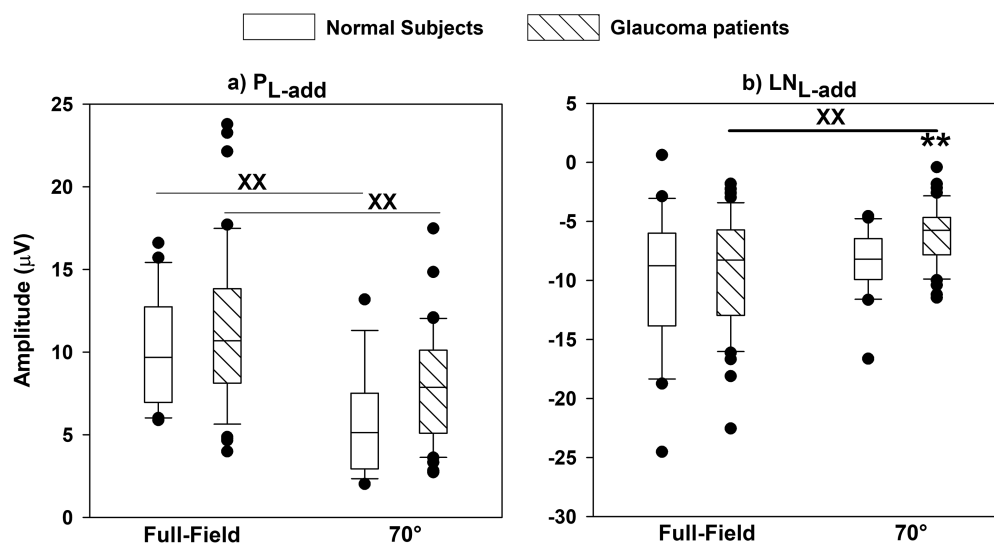 Normal Subjects
Glaucoma patients
a) PL-add
b) LNL-add
25
20
15
10
5
0
Amplitude (μV)
XX
XX
Full-Field
70°
5
0
-5
-10
-15
-20
-25
-30
XX
**
Full-Field
70°